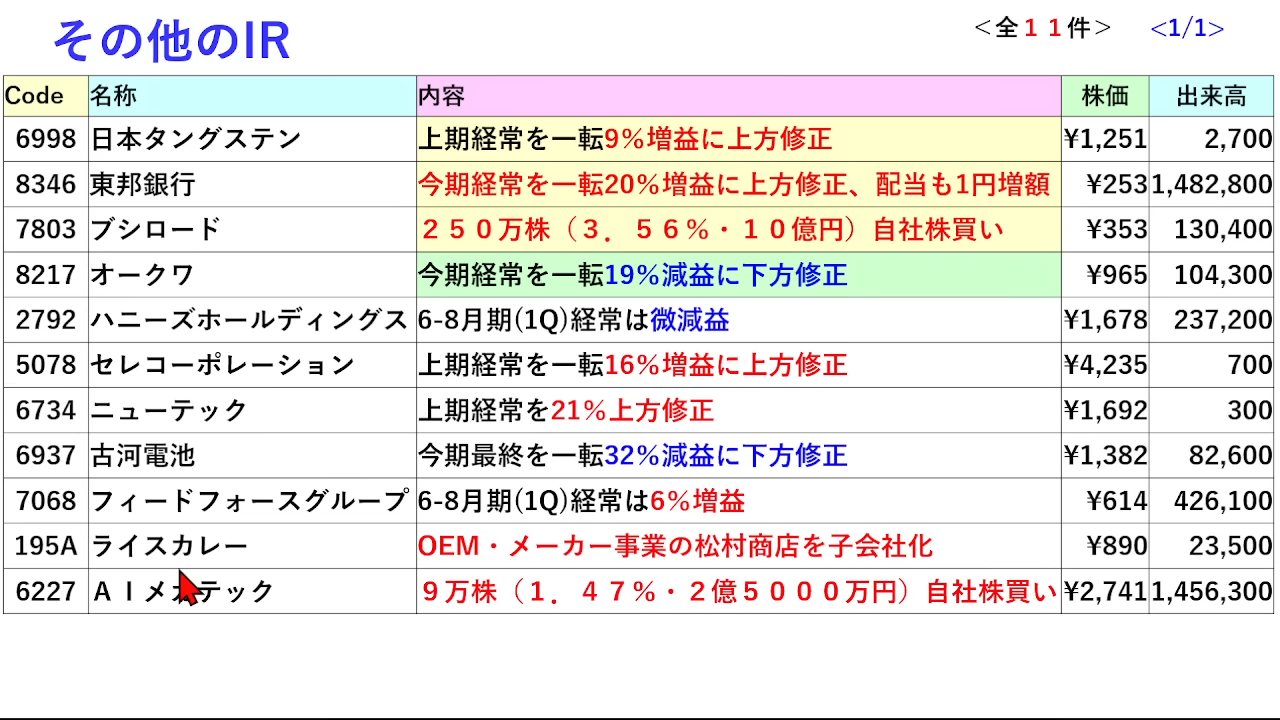 その他のIR
＜全１１件＞ <1/1>
Code 名称 内容 株価 出来高
6998 日本タングステン 上期経常を一転9%増益に上方修正 ¥1,251 2,700
8346 東邦銀行 今期経常を一転20%増益に上方修正、配当も1円増額 ¥253 1,482,800
7803 ブシロード ２５０万株（３．５６%・１０億円）自社株買い ¥353 130,400
8217 オークワ 今期経常を一転19%減益に下方修正 ¥965 104,300
2792 ハニーズホールディングス 6-8月期(1Q)経常は微減益 ¥1,678 237,200
5078 セレコーポレーション 上期経常を一転16%増益に上方修正 ¥4,235 700
6734 ニューテック 上期経常を21%上方修正 ¥1,692 300
6937 古河電池 今期最終を一転32%減益に下方修正 ¥1,382 82,600
7068 フィードフォースグループ 6-8月期(1Q)経常は6%増益 ¥614 426,100
195A ライスカレー OEM・メーカー事業の松村商店を子会社化 ¥890 23,500
6227 ＡＩメカテック ９万株（１．４７%・２億５０００万円）自社株買い ¥2,741 1,456,300